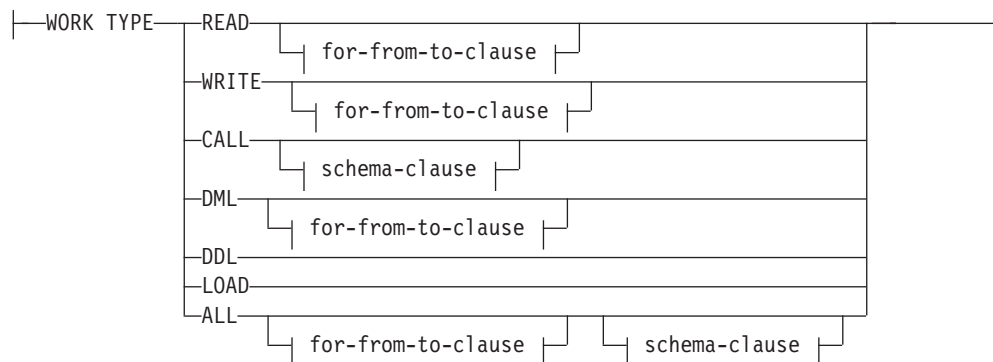 WORK TYPE READ
for-from-to-clause
WRITE
for-from-to-clause
CALL
schema-clause
DML
for-from-to-clause
DDL
LOAD
ALL
for-from-to-clause schema-clause